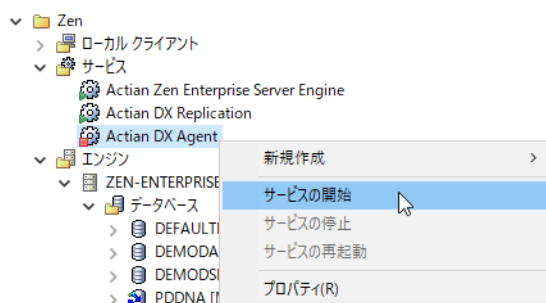 Zen
ローカル クライアント
サービス
Actian Zen Enterprise Server Engine
Actian DX Replication
Actian DX Agent
新規作成
エンジン
サービスの開始
ZEN-ENTERPRISE
サービスの停止
データベース
サービスの再起動
DEFAULT
DEMODA
DEMODS
プロパティ(R)
PDDNA